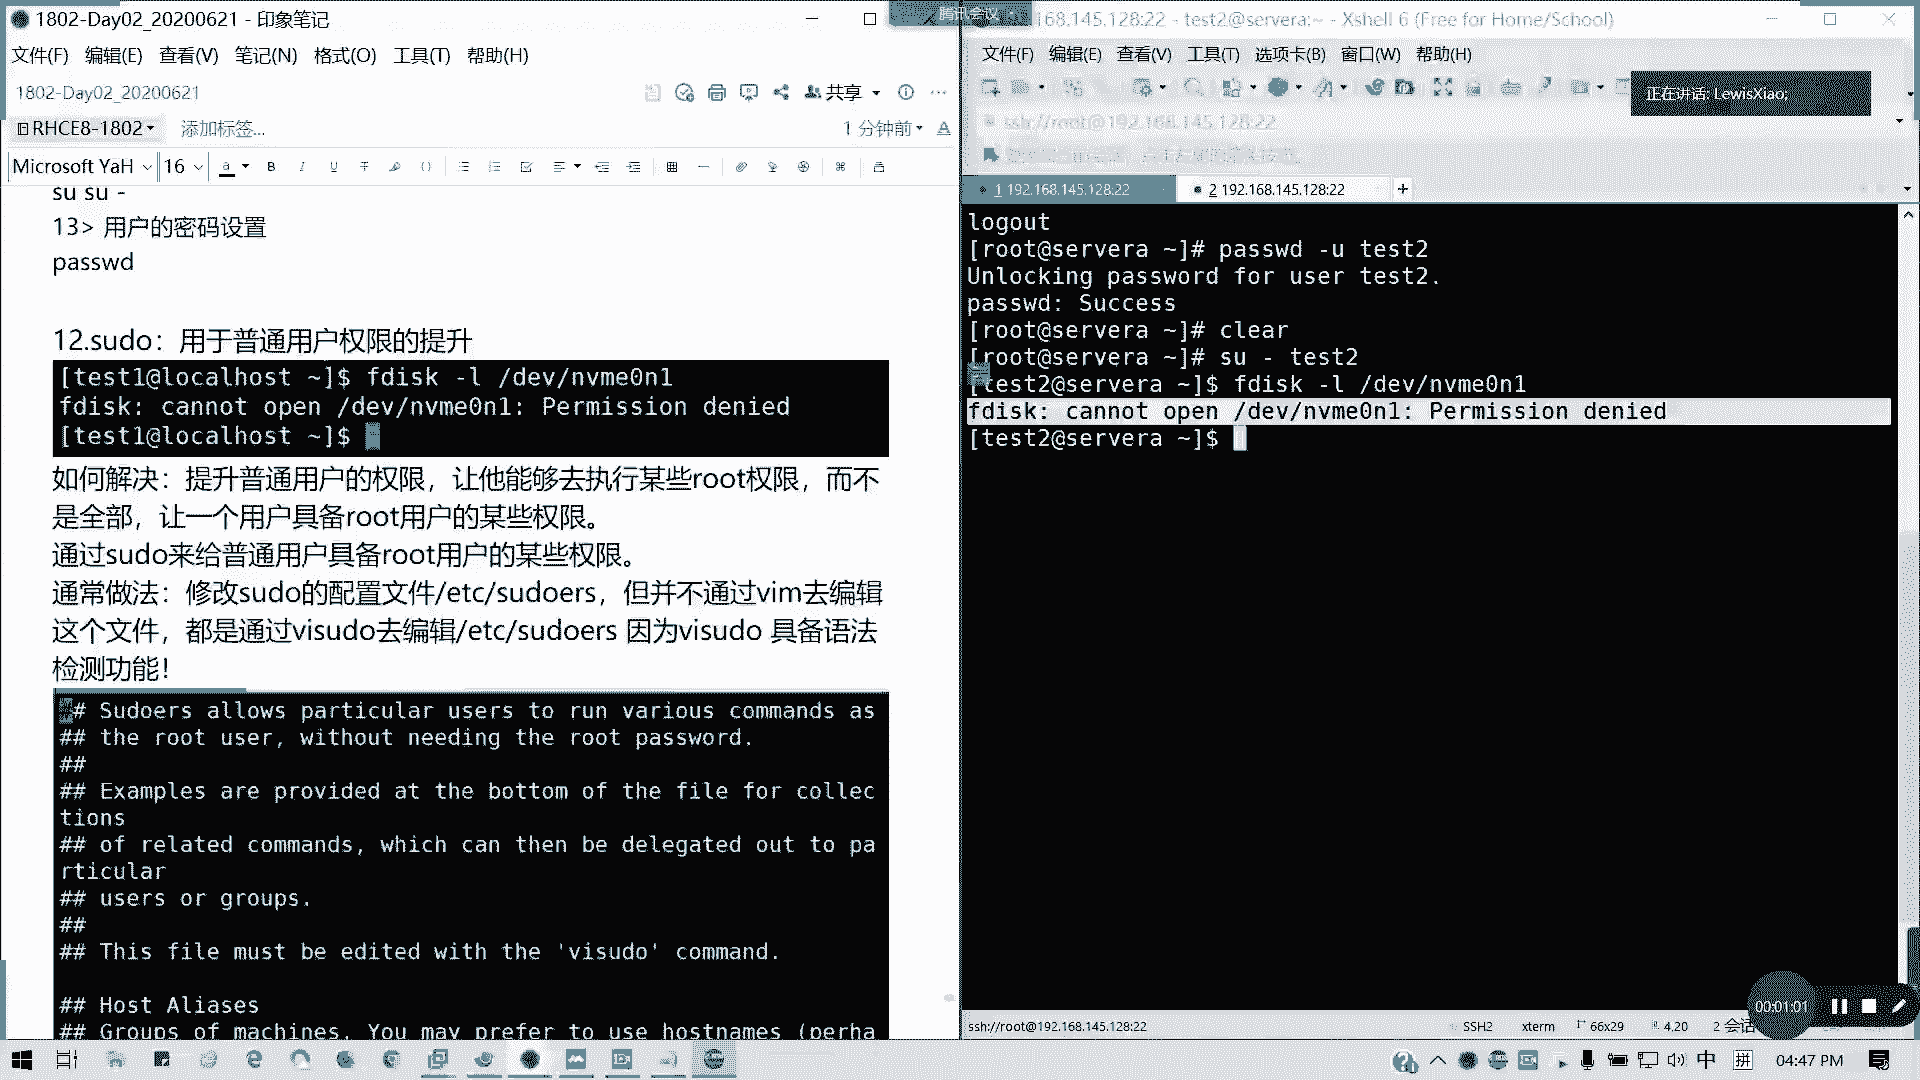 1802-Day02_20200621 - 印象笔记
文件(F) 编辑(E) 查看(V) 笔记(N) 格式(O) 工具(T) 帮助(H)
1802-Day02_20200621
共享
RHCE8-1802
添加标签...
1 分钟前
Microsoft YaH 16
su su -
13> 用户的密码设置
passwd
12.sudo：用于普通用户权限的提升
[test1@localhost ~]$ fdisk -l /dev/nvme0n1
fdisk: cannot open /dev/nvme0n1: Permission denied
[test1@localhost ~]$
如何解决：提升普通用户的权限，让他能够去执行某些root权限，而不
是全部，让一个用户具备root用户的某些权限。
通过sudo来给普通用户具备root用户的某些权限。
通常做法：修改sudo的配置文件/etc/sudoers，但并不通过vim去编辑
这个文件，都是通过visudo去编辑/etc/sudoers 因为visudo 具备语法
检测功能！
## Sudoers allows particular users to run various commands as
## the root user, without needing the root password.
##
## Examples are provided at the bottom of the file for collec
tions
## of related commands, which can then be delegated out to pa
rticular
## users or groups.
##
## This file must be edited with the 'visudo' command.
## Host Aliases
## Groups of machines. You may prefer to use hostnames (perha
腾讯会议
168.145.128:22 - test2@servera:~ - Xshell 6 (Free for Home/School)
文件(F) 编辑(E) 查看(V) 工具(T) 选项卡(B) 窗口(W) 帮助(H)
正在讲话: LewisXiao;
ssh://root@192.168.145.128:22
1 192.168.145.128:22
2 192.168.145.128:22
+
logout
[root@servera ~]# passwd -u test2
Unlocking password for user test2.
passwd: Success
[root@servera ~]# clear
[root@servera ~]# su - test2
[test2@servera ~]$ fdisk -l /dev/nvme0n1
fdisk: cannot open /dev/nvme0n1: Permission denied
[test2@servera ~]$
00:01:01
ssh://root@192.168.145.128:22
SSH2
xterm
66x29
4,20
2 会话
中
拼
04:47 PM